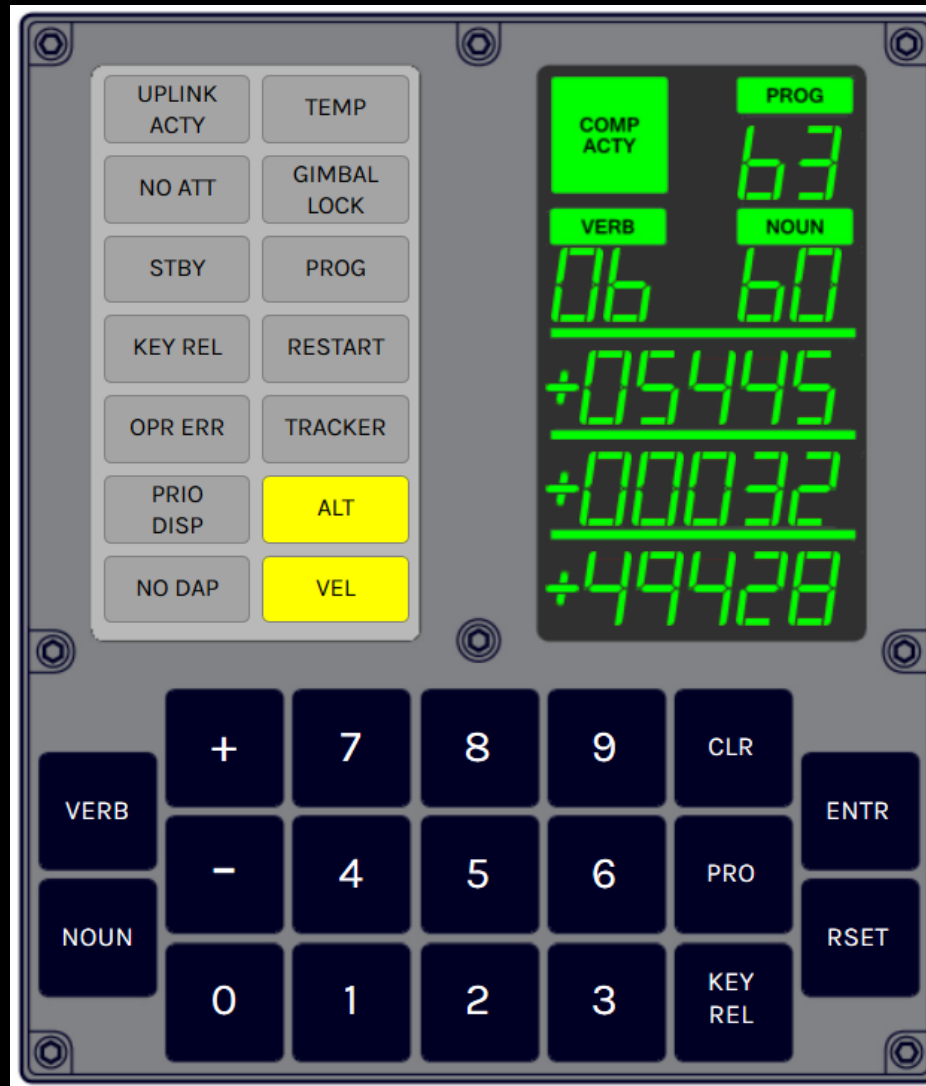 UPLINK
ACTY
TEMP
NO ATT
GIMBAL
LOCK
STBY
PROG
KEY REL
RESTART
OPR ERR
TRACKER
PRIO
DISP
ALT
NO DAP
VEL
COMP
ACTY
PROG
63
VERB
NOUN
06
60
+05445
+00032
+49428
VERB
NOUN
+
7
8
9
CLR
-
4
5
6
PRO
0
1
2
3
KEY
REL
ENTR
RSET